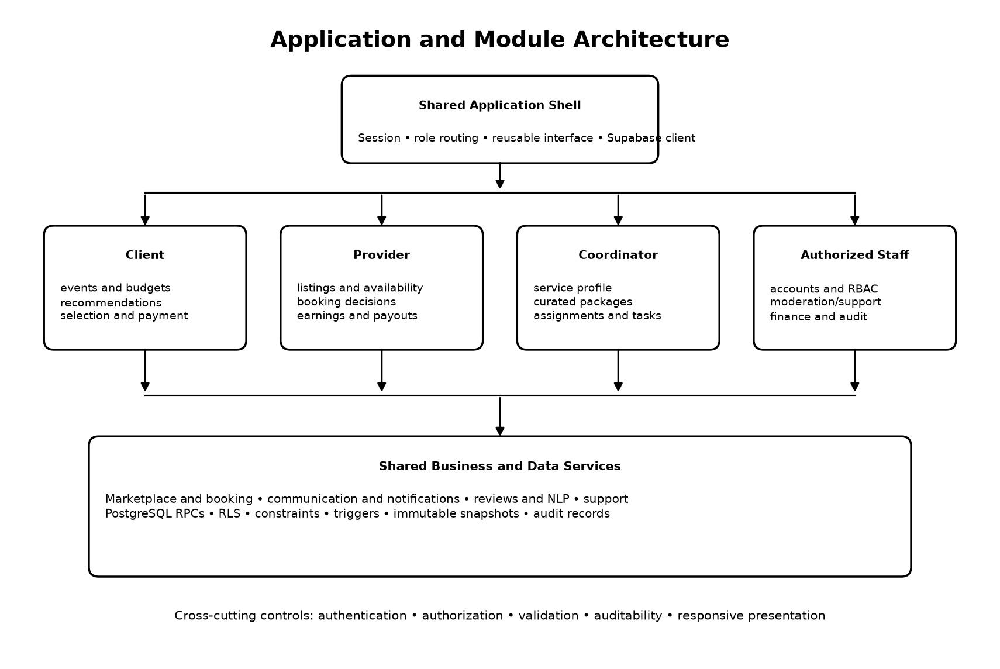 Application and Module Architecture
Shared Application Shell
Session • role routing • reusable interface • Supabase client
Client
events and budgets
recommendations
selection and payment
Provider
listings and availability
booking decisions
earnings and payouts
Coordinator
service profile
curated packages
assignments and tasks
Authorized Staff
accounts and RBAC
moderation/support
finance and audit
Shared Business and Data Services
Marketplace and booking • communication and notifications • reviews and NLP • support
PostgreSQL RPCs • RLS • constraints • triggers • immutable snapshots • audit records
Cross-cutting controls: authentication • authorization • validation • auditability • responsive presentation